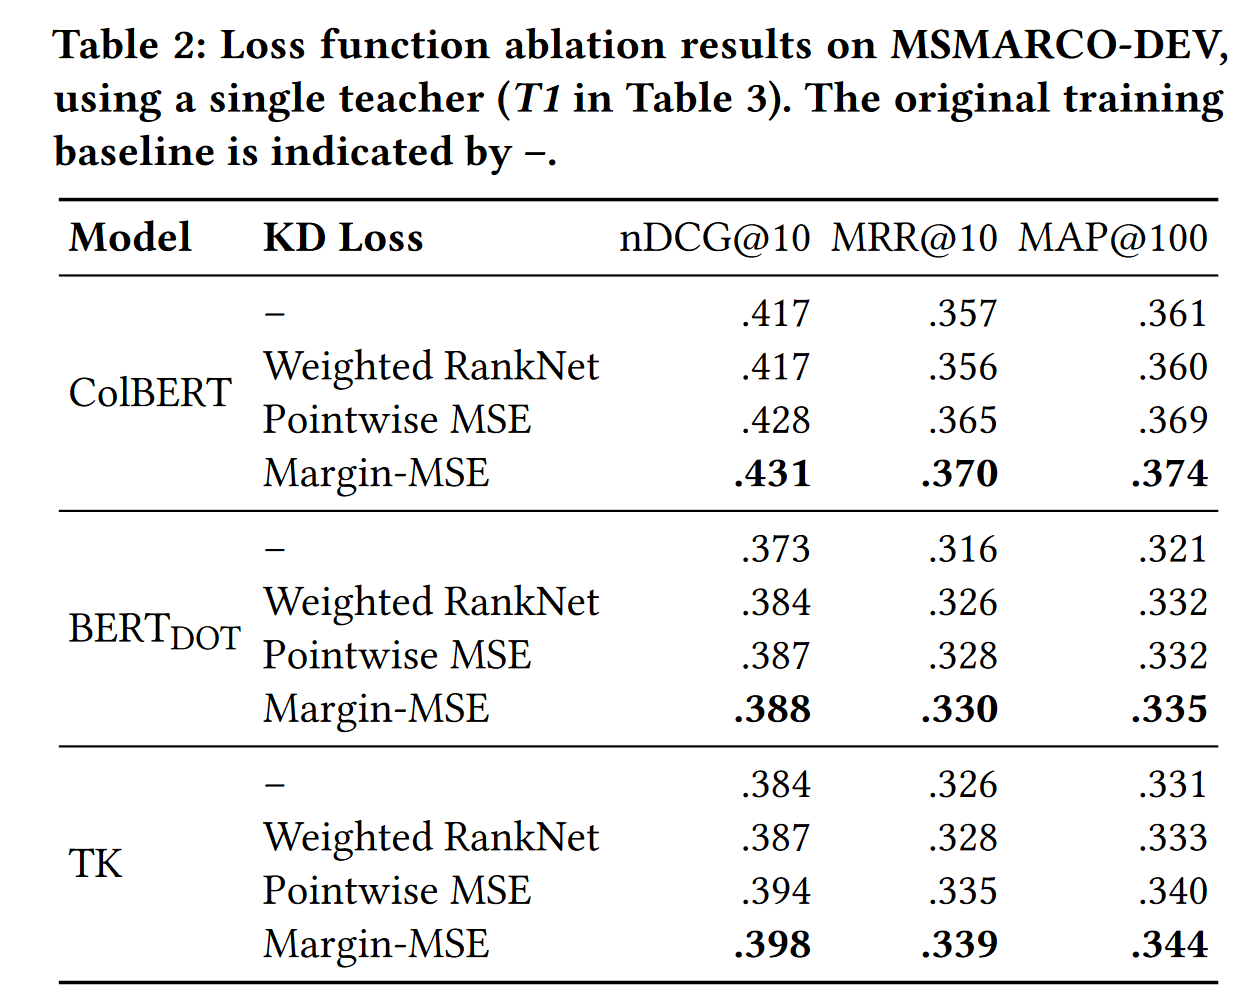 Table 2: Loss function ablation results on MSMARCO-DEV,
using a single teacher (T1 in Table 3). The original training
baseline is indicated by –.
Model KD Loss nDCG@10 MRR@10 MAP@100
– .417 .357 .361
Weighted RankNet .417 .356 .360
ColBERT
Pointwise MSE .428 .365 .369
Margin-MSE .431 .370 .374
– .373 .316 .321
Weighted RankNet .384 .326 .332
BERTDOT
Pointwise MSE .387 .328 .332
Margin-MSE .388 .330 .335
– .384 .326 .331
Weighted RankNet .387 .328 .333
TK
Pointwise MSE .394 .335 .340
Margin-MSE .398 .339 .344